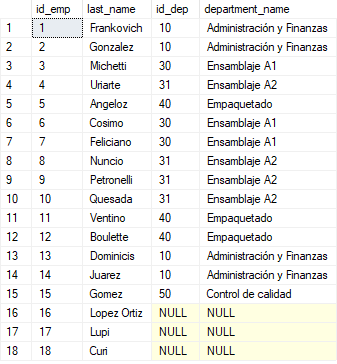 id_emp last_name id_dep department_name
1 1 Frankovich 10 Administración y Finanzas
2 2 Gonzalez 10 Administración y Finanzas
3 3 Michetti 30 Ensamblaje A1
4 4 Uriarte 31 Ensamblaje A2
5 5 Angeloz 40 Empaquetado
6 6 Cosimo 30 Ensamblaje A1
7 7 Feliciano 30 Ensamblaje A1
8 8 Nuncio 31 Ensamblaje A2
9 9 Petronelli 31 Ensamblaje A2
10 10 Quesada 31 Ensamblaje A2
11 11 Ventino 40 Empaquetado
12 12 Boulette 40 Empaquetado
13 13 Dominicis 10 Administración y Finanzas
14 14 Juarez 10 Administración y Finanzas
15 15 Gomez 50 Control de calidad
16 16 Lopez Ortiz NULL NULL
17 17 Lupi NULL NULL
18 18 Curi NULL NULL